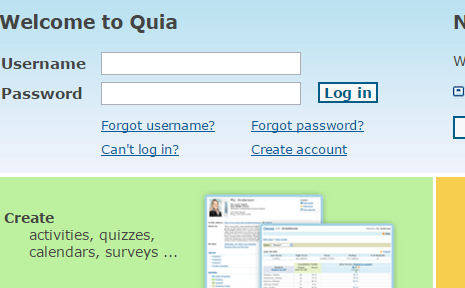 Welcome to Quia
Username
Password
Log in
Forgot username? Forgot password?
Can't log in? Create account
Create
activities, quizzes,
calendars, surveys ...